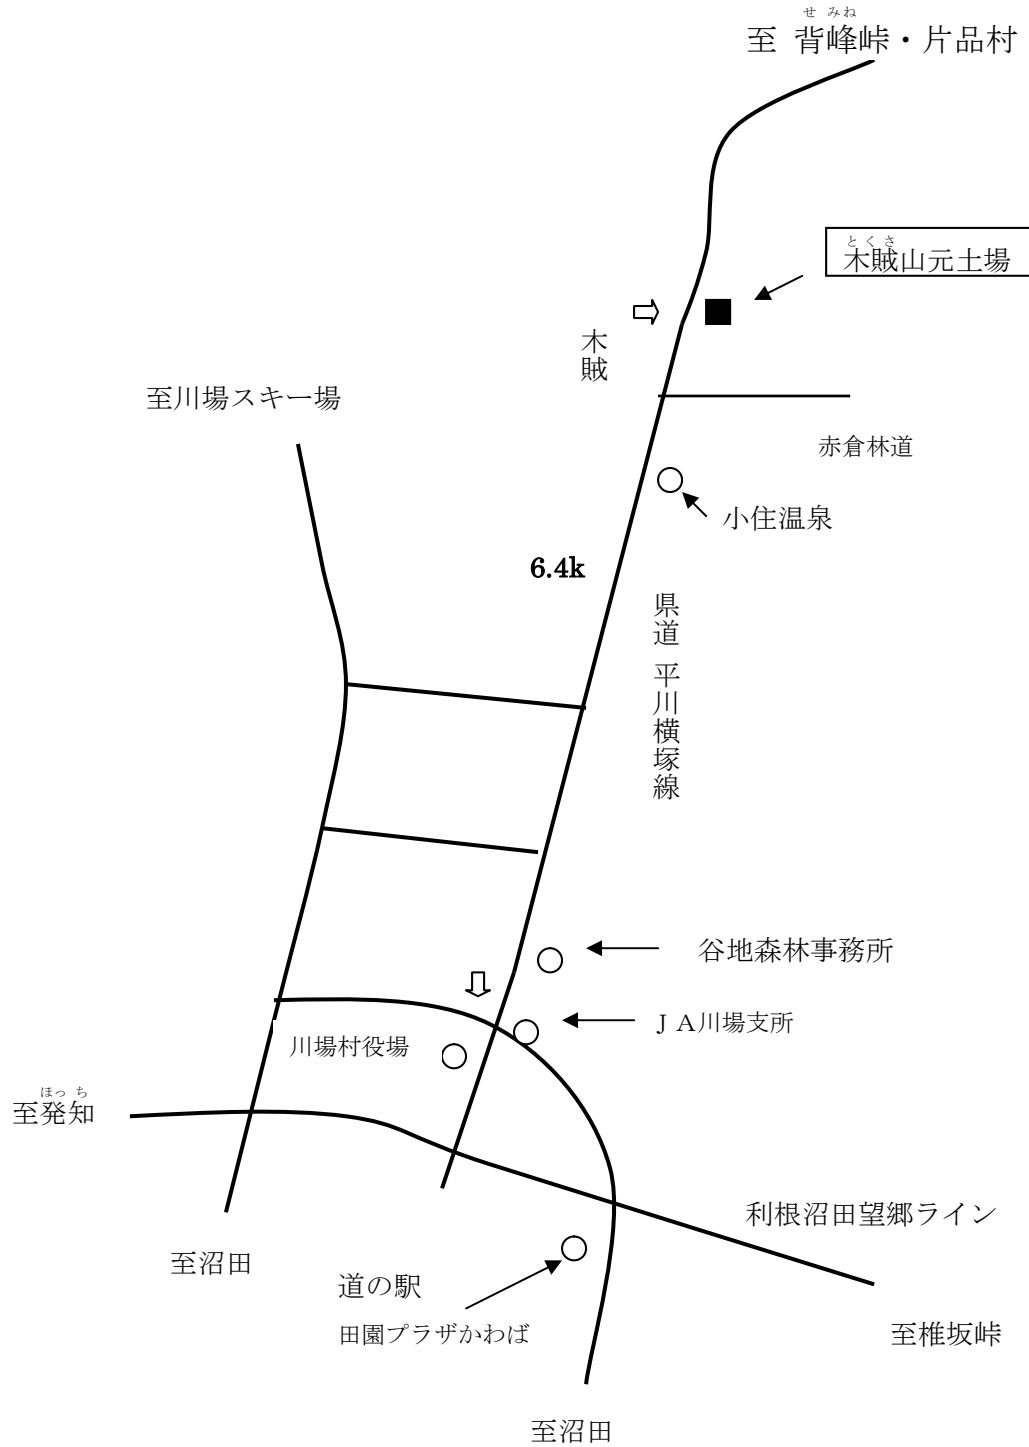 せ みね
至 背峰峠・片品村
とくさ
木賊山元土場
木賊
至川場スキー場
赤倉林道
小住温泉
6.4k
県道 平川横塚線
谷地森林事務所
ＪＡ川場支所
川場村役場
ほっ ち
至発知
利根沼田望郷ライン
至沼田
道の駅
田園プラザかわば
至椎坂峠
至沼田